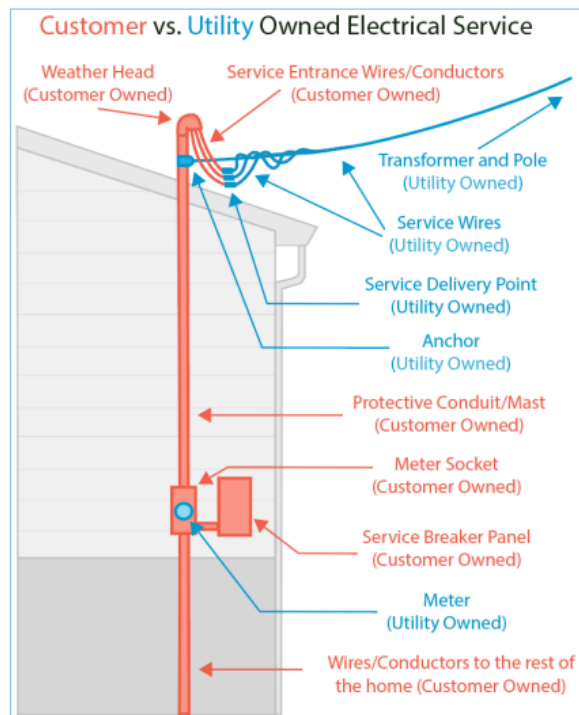 Customer vs. Utility Owned Electrical Service
Weather Head
(Customer Owned)
Service Entrance Wires/Conductors
(Customer Owned)
Transformer and Pole
(Utility Owned)
Service Wires
(Utility Owned)
Service Delivery Point
(Utility Owned)
Anchor
(Utility Owned)
Protective Conduit/Mast
(Customer Owned)
Meter Socket
(Customer Owned)
Service Breaker Panel
(Customer Owned)
Meter
(Utility Owned)
Wires/Conductors to the rest of
the home (Customer Owned)